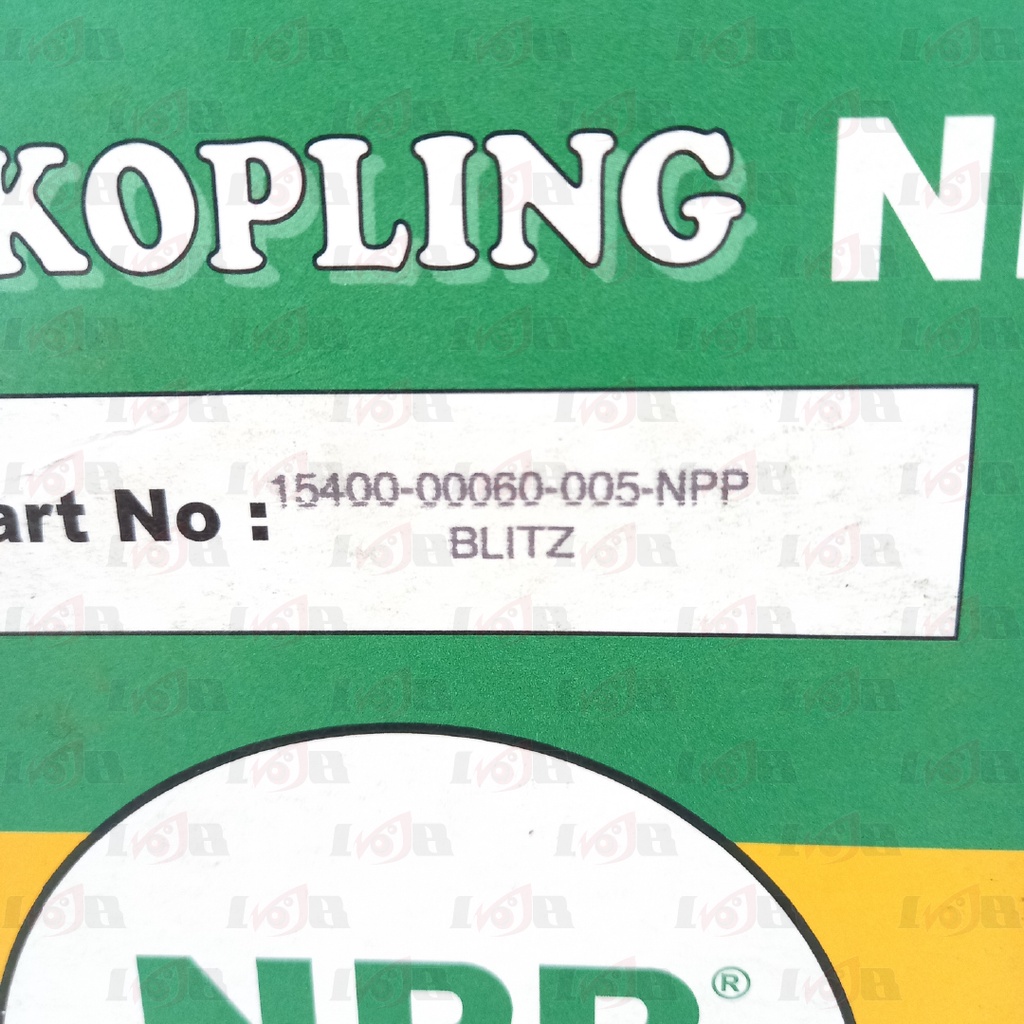 KOPLING N
art No : 15400-00060-005-NPP
BLITZ
NPP®